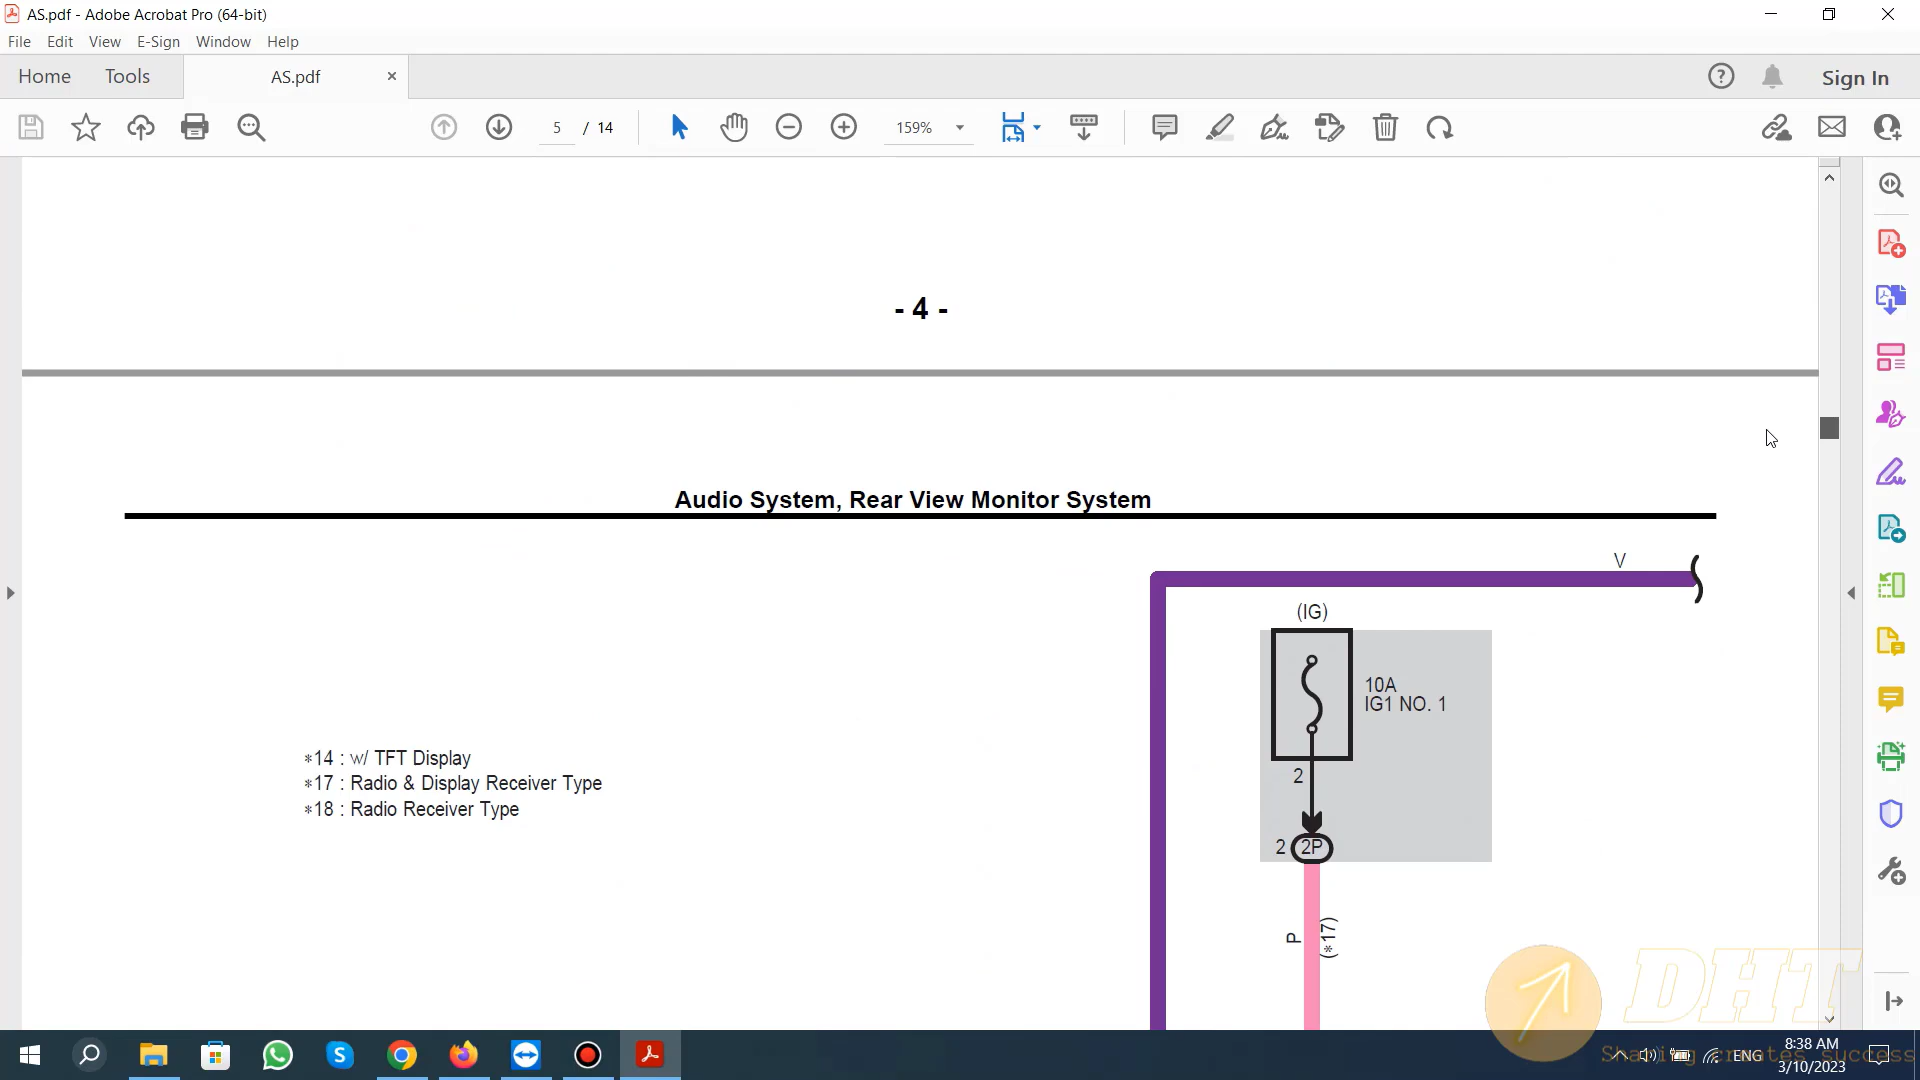 AS.pdf - Adobe Acrobat Pro (64-bit)
File Edit View E-Sign Window Help
Home Tools AS.pdf × Sign In
5 / 14 159%
- 4 -
Audio System, Rear View Monitor System
V
(IG)
10A
IG1 NO. 1
2
2 2P
P
(*17)
*14 : w/ TFT Display
*17 : Radio & Display Receiver Type
*18 : Radio Receiver Type
DHT
Sharing creates success
ENG
8:38 AM
3/10/2023